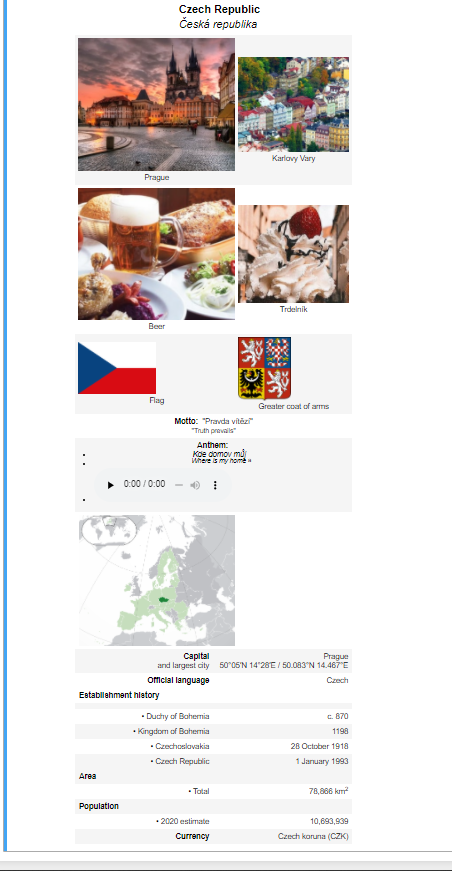 Czech Republic
Česká republika
Prague
Karlovy Vary
Beer
Trdelník
Flag
Greater coat of arms
Motto: "Pravda vítězí"
"Truth prevails"
Anthem:
Kde domov můj
Where is my home
0:00 / 0:00
Capital
and largest city
Prague
50°05'N 14°28'E / 50.083°N 14.467°E
Official language Czech
Establishment history
• Duchy of Bohemia c. 870
• Kingdom of Bohemia 1198
• Czechoslovakia 28 October 1918
• Czech Republic 1 January 1993
Area
• Total 78,866 km²
Population
• 2020 estimate 10,693,939
Currency Czech koruna (CZK)